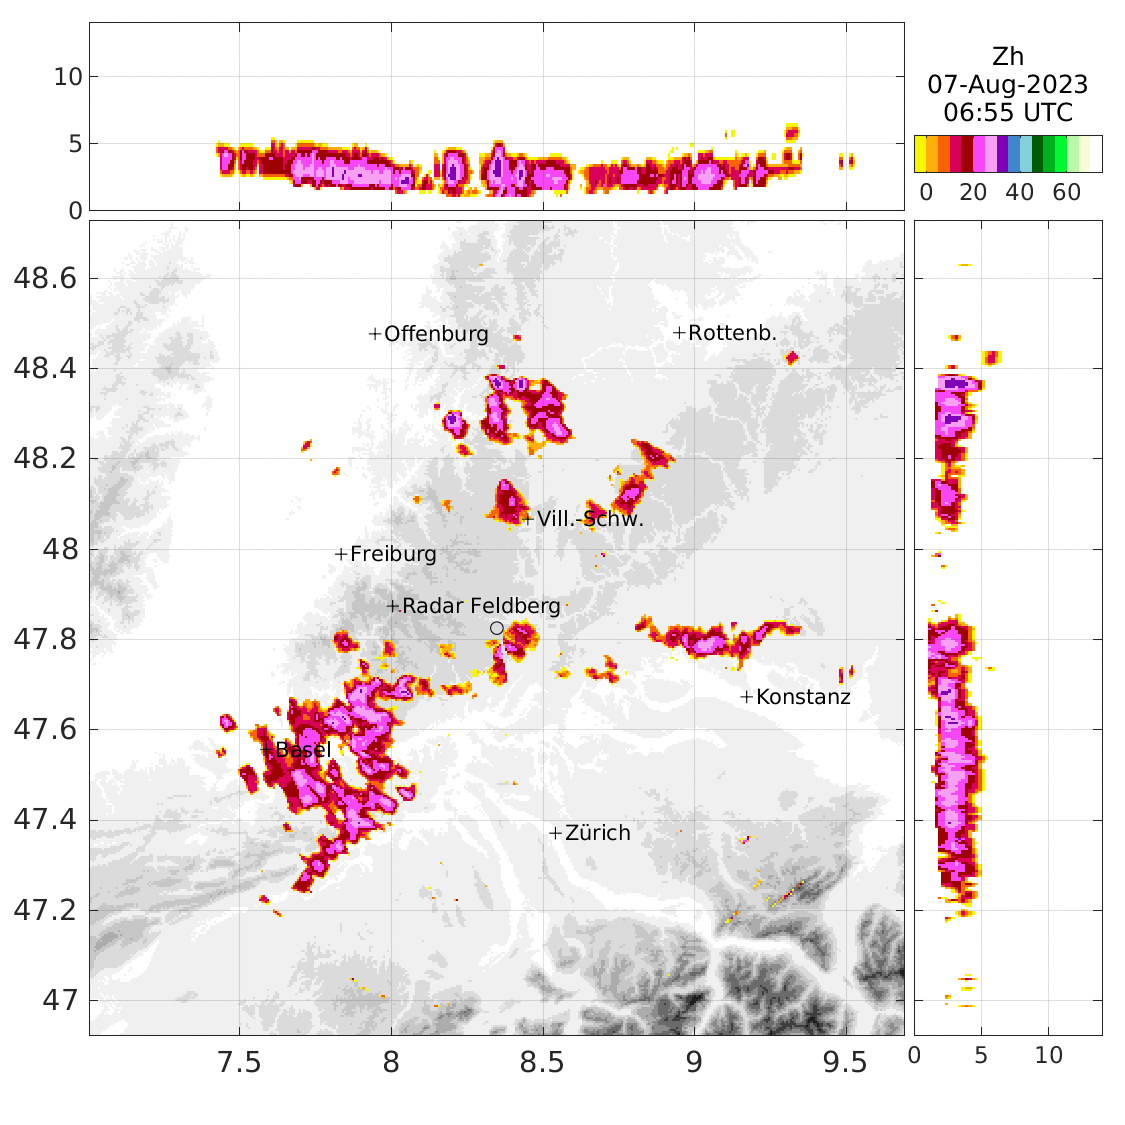 10
5
0
Zh
07-Aug-2023
06:55 UTC
0 20 40 60
48.6
48.4
48.2
48
47.8
47.6
47.4
47.2
47
+Offenburg
+Rottenb.
+Vill.-Schw.
+Freiburg
+Radar Feldberg
+Konstanz
+Basel
+Zürich
7.5 8 8.5 9 9.5
0 5 10